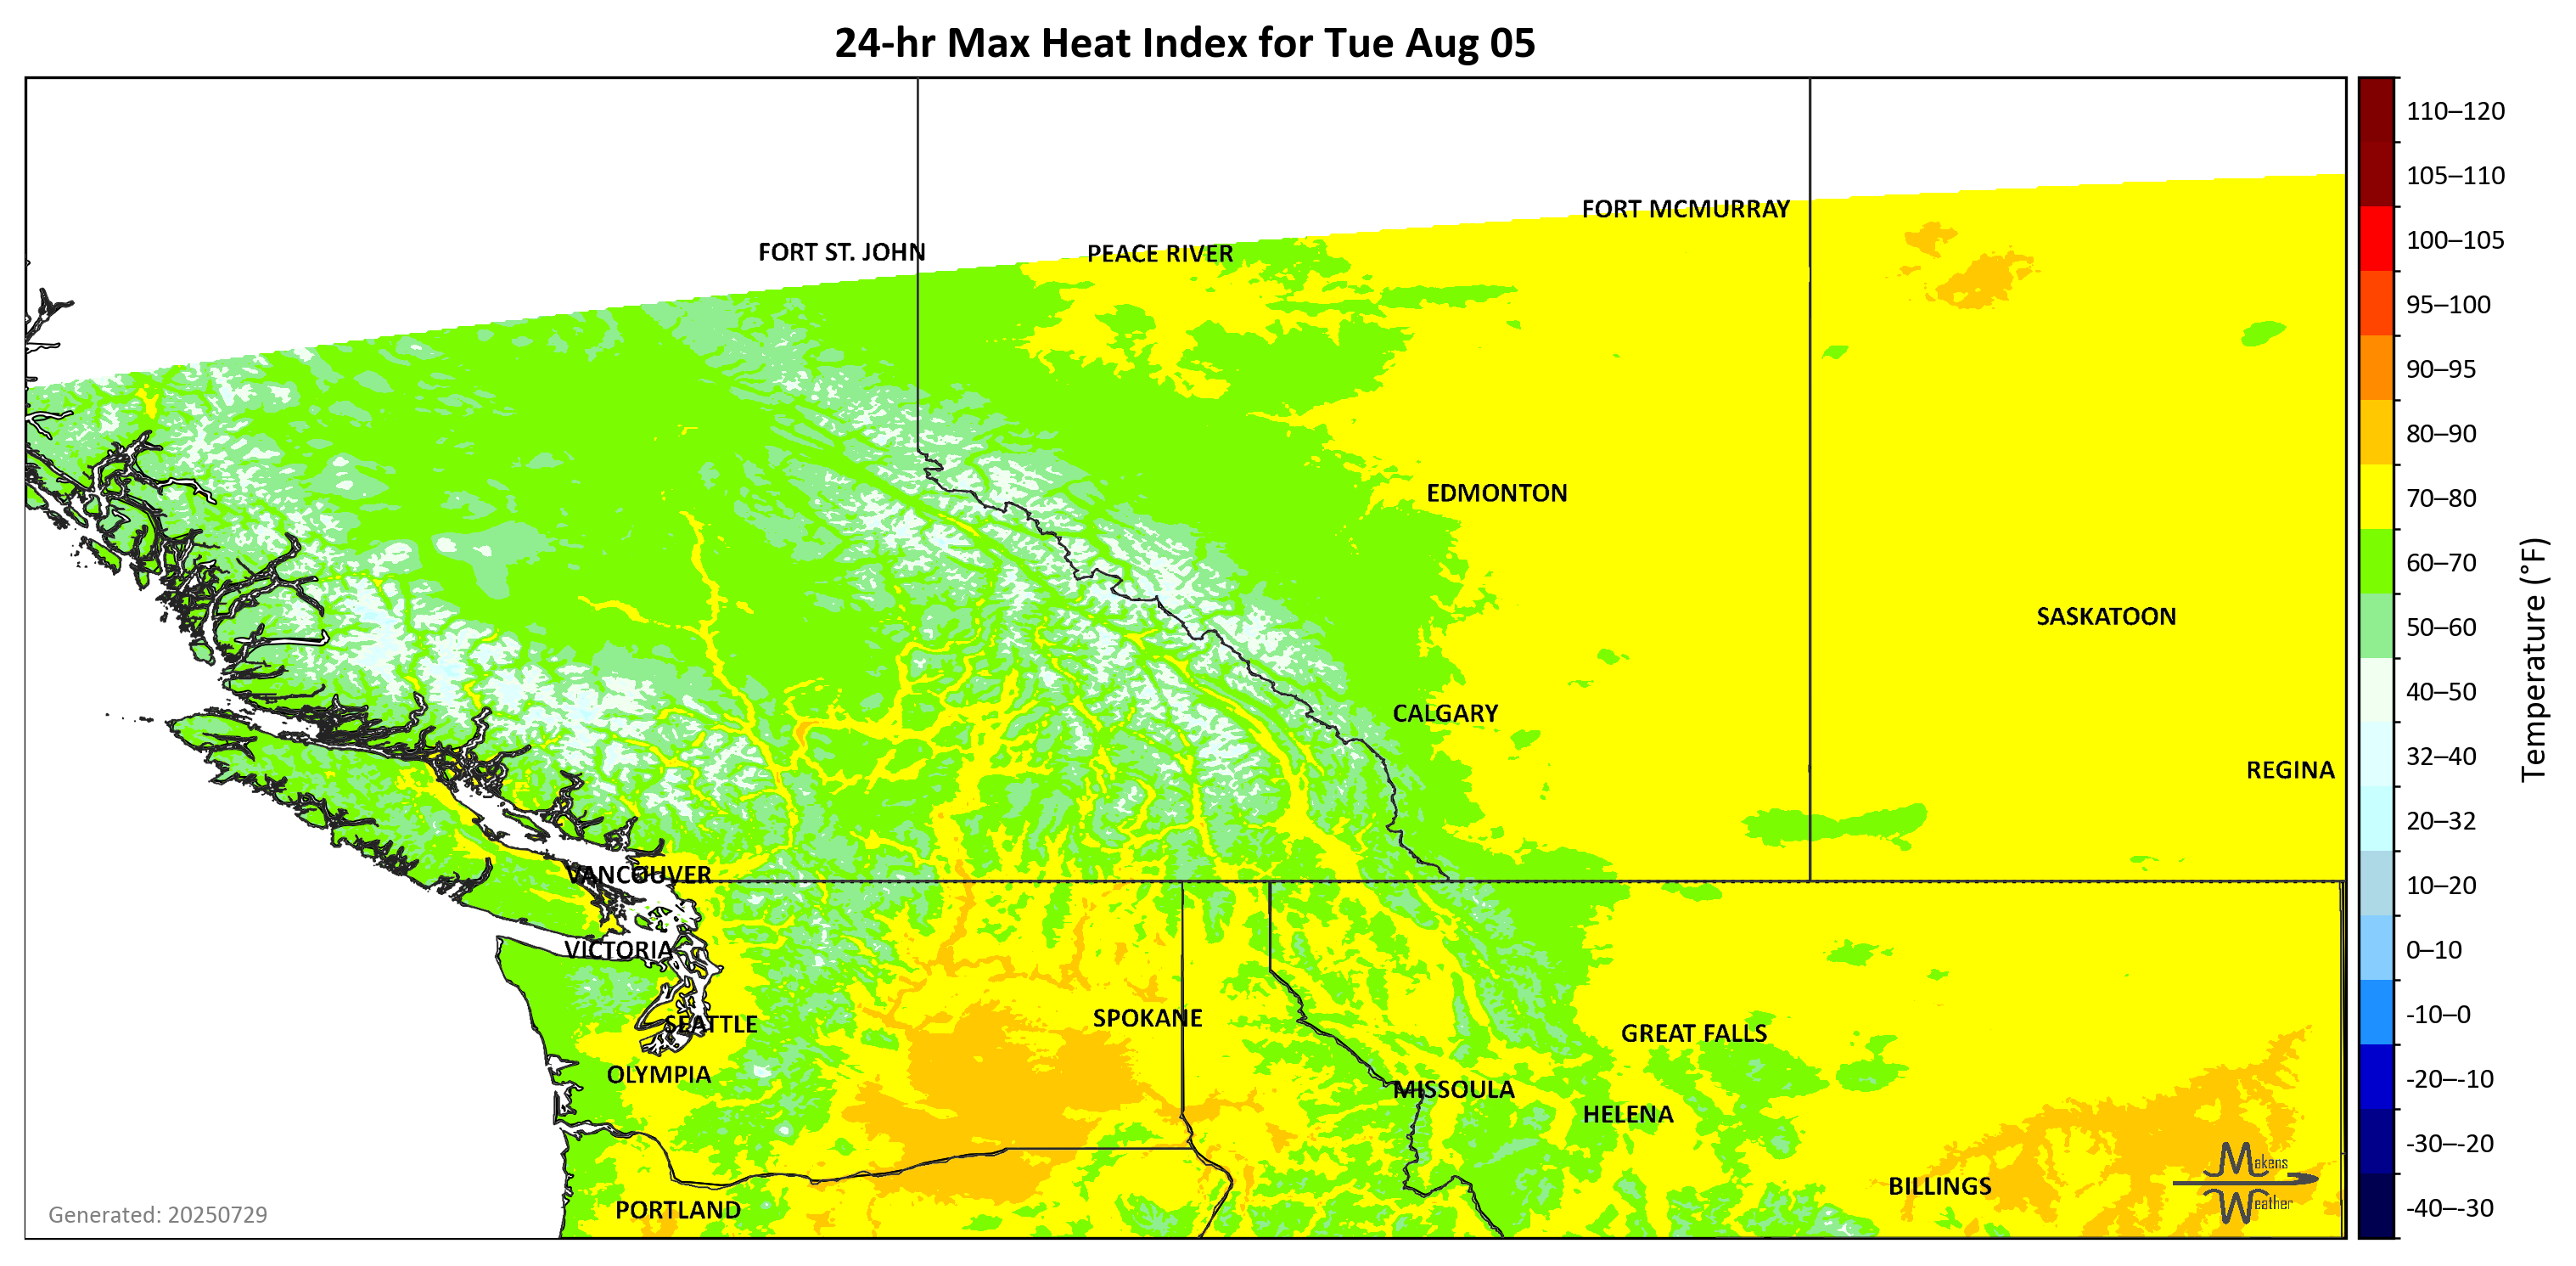 24-hr Max Heat Index for Tue Aug 05
FORT MCMURRAY
FORT ST. JOHN
PEACE RIVER
EDMONTON
SASKATOON
CALGARY
REGINA
VANCOUVER
VICTORIA
SEATTLE
SPOKANE
GREAT FALLS
OLYMPIA
MISSOULA
HELENA
BILLINGS
PORTLAND
Makens
Weather
Generated: 20250729
110–120
105–110
100–105
95–100
90–95
80–90
70–80
60–70
50–60
40–50
32–40
20–32
10–20
0–10
-10–0
-20–-10
-30–-20
-40–-30
Temperature (°F)